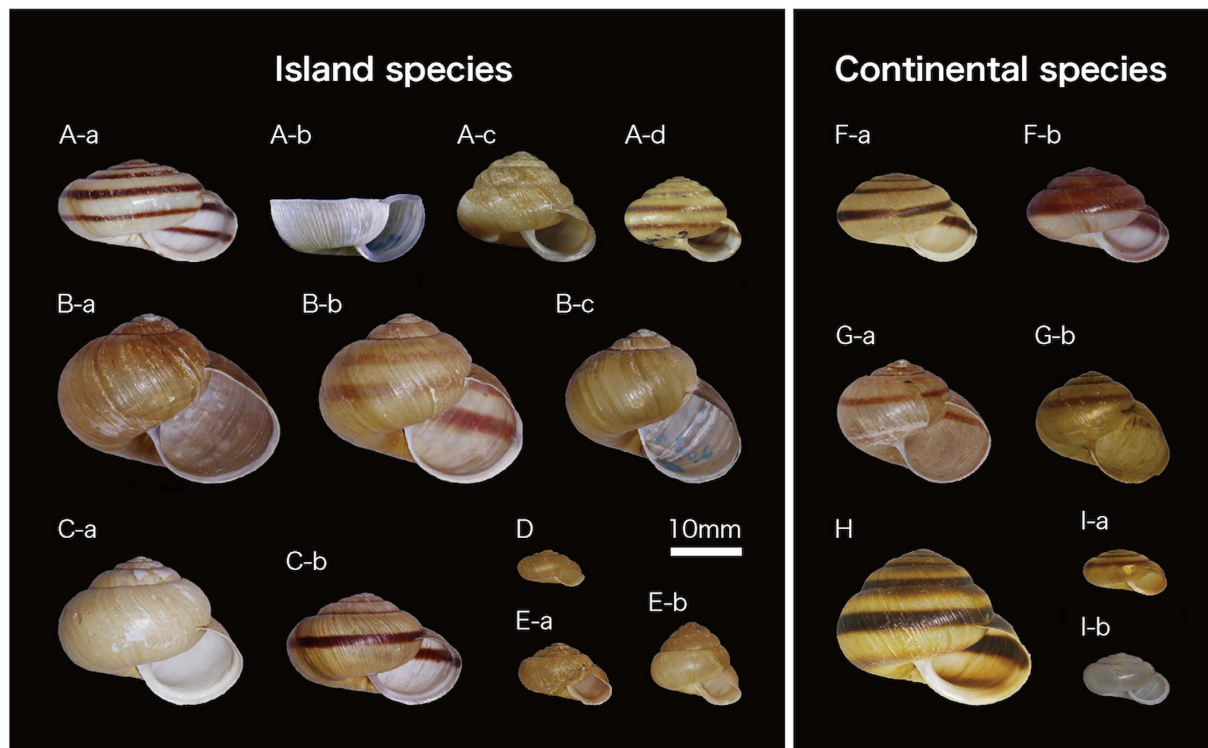 Island species
Continental species
A-a
A-b
A-c
A-d
F-a
F-b
B-a
B-b
B-c
G-a
G-b
C-a
C-b
D
10mm
E-a
E-b
H
I-a
I-b